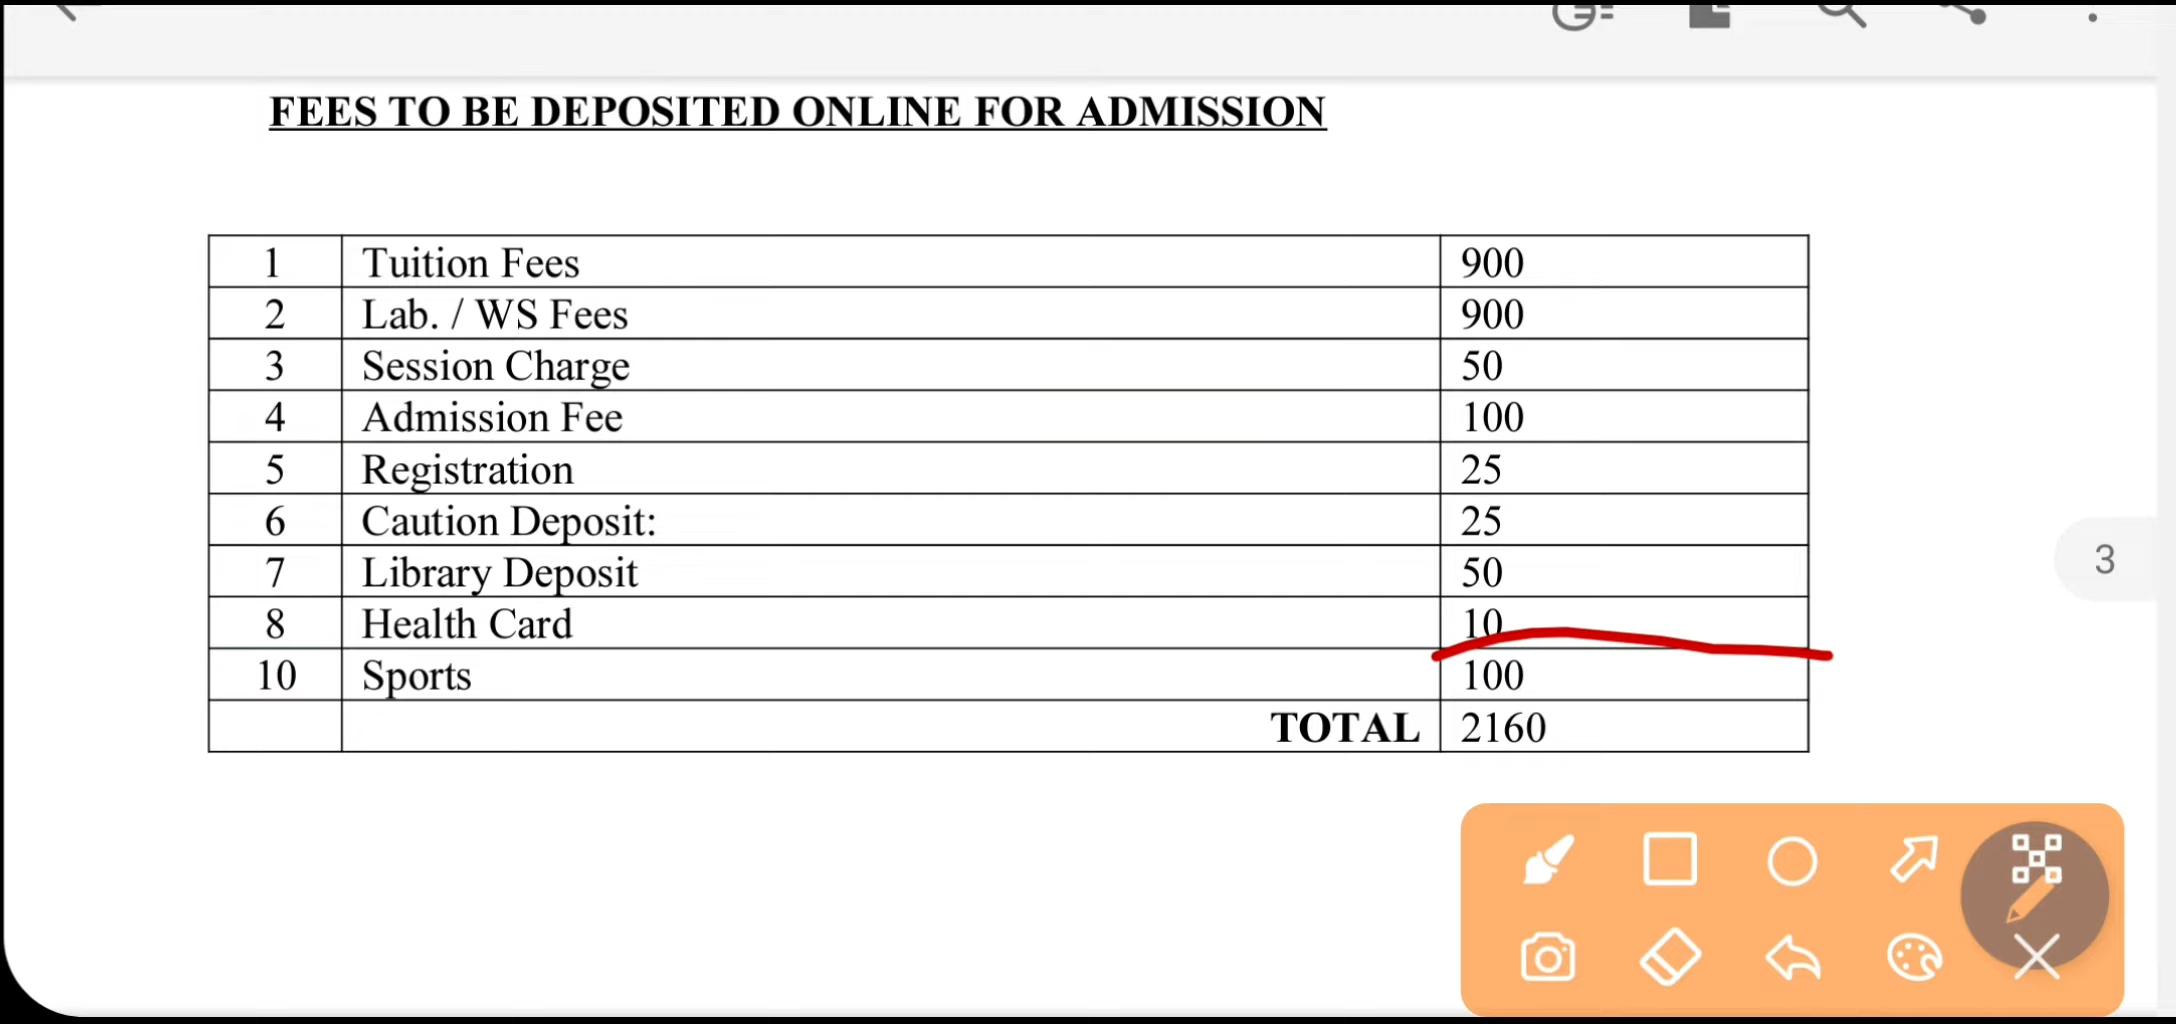 FEES TO BE DEPOSITED ONLINE FOR ADMISSION
1 Tuition Fees 900
2 Lab. / WS Fees 900
3 Session Charge 50
4 Admission Fee 100
5 Registration 25
6 Caution Deposit: 25
7 Library Deposit 50
8 Health Card 10
10 Sports 100
TOTAL 2160
3